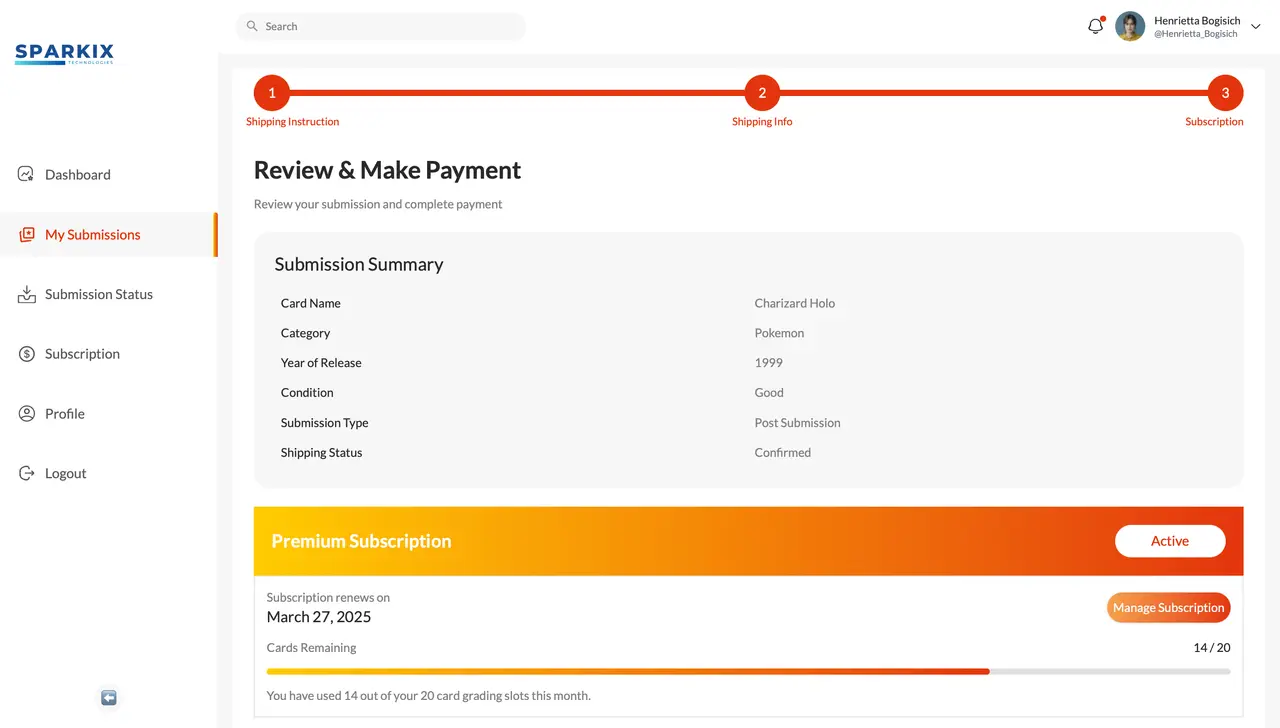 SPARKIX
TECHNOLOGIES
Search
Henrietta Bogisich
@Henrietta_Bogisich
Dashboard
My Submissions
Submission Status
Subscription
Profile
Logout
1
2
3
Shipping Instruction
Shipping Info
Subscription
Review & Make Payment
Review your submission and complete payment
Submission Summary
Card Name
Charizard Holo
Category
Pokemon
Year of Release
1999
Condition
Good
Submission Type
Post Submission
Shipping Status
Confirmed
Premium Subscription
Active
Subscription renews on
March 27, 2025
Manage Subscription
Cards Remaining
14 / 20
You have used 14 out of your 20 card grading slots this month.